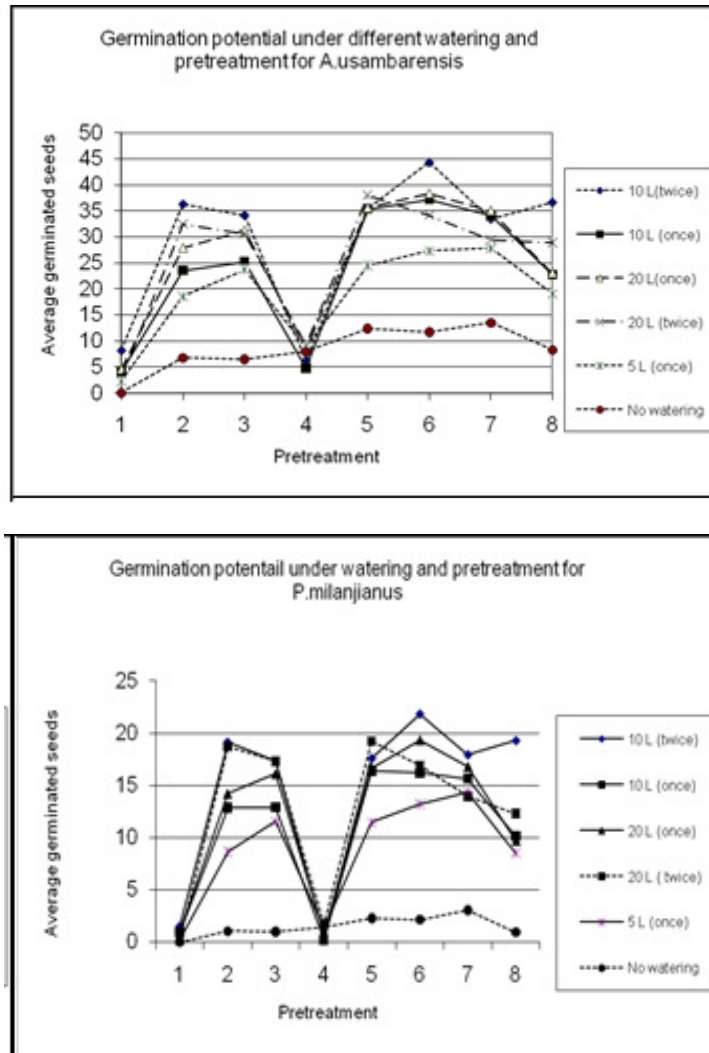 Germination potential under different watering and
pretreatment for A.usambarensis
Average germinated seeds
50
45
40
35
30
25
20
15
10
5
0
1 2 3 4 5 6 7 8
Pretreatment
10 L(twice)
10 L (once)
20 L(once)
20 L (twice)
5 L (once)
No watering
Germination potentail under watering and pretreatment for
P.milanjianus
Average germinated seeds
25
20
15
10
5
0
1 2 3 4 5 6 7 8
Pretreatment
10 L (twice)
10 L (once)
20 L (once)
20 L ( twice)
5 L (once)
No watering